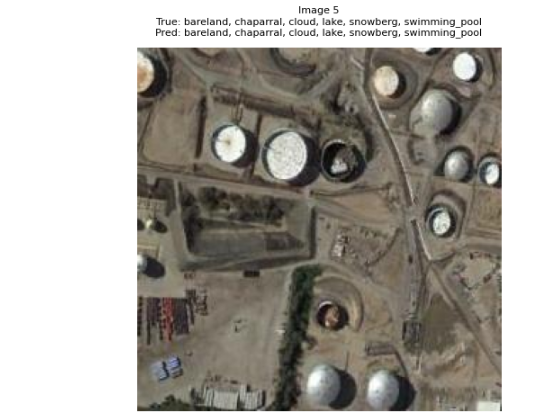 Image 5
True: bareland, chaparral, cloud, lake, snowberg, swimming_pool
Pred: bareland, chaparral, cloud, lake, snowberg, swimming_pool